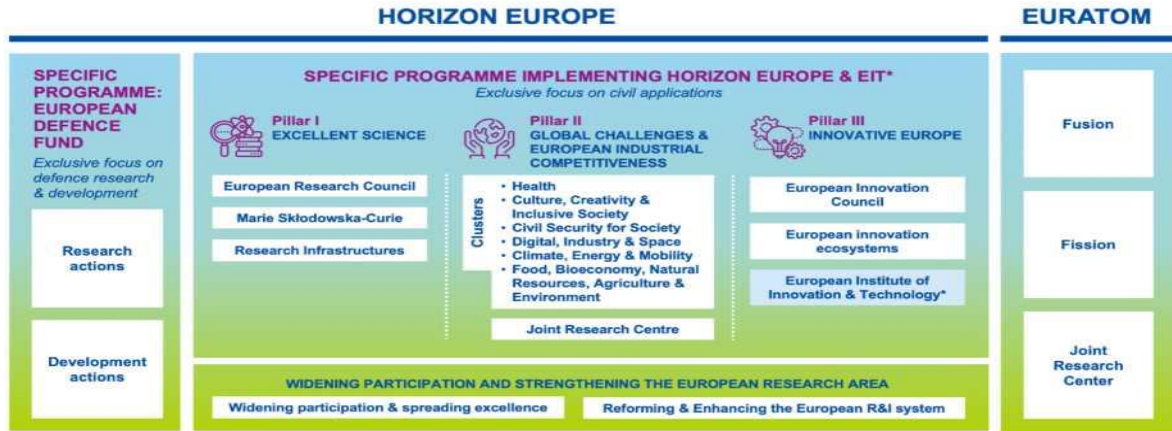 HORIZON EUROPE
EURATOM
SPECIFIC
PROGRAMME:
EUROPEAN
DEFENCE
FUND
Exclusive focus on
defence research
& development
Research
actions
Development
actions
SPECIFIC PROGRAMME IMPLEMENTING HORIZON EUROPE & EIT*
Exclusive focus on civil applications
Pillar I
EXCELLENT SCIENCE
European Research Council
Marie Skłodowska-Curie
Research Infrastructures
Pillar II
GLOBAL CHALLENGES &
EUROPEAN INDUSTRIAL
COMPETITIVENESS
Clusters
• Health
• Culture, Creativity &
Inclusive Society
• Civil Security for Society
• Digital, Industry & Space
• Climate, Energy & Mobility
• Food, Bioeconomy, Natural
Resources, Agriculture &
Environment
Joint Research Centre
Pillar III
INNOVATIVE EUROPE
European Innovation
Council
European innovation
ecosystems
European Institute of
Innovation & Technology*
WIDENING PARTICIPATION AND STRENGTHENING THE EUROPEAN RESEARCH AREA
Widening participation & spreading excellence
Reforming & Enhancing the European R&I system
Fusion
Fission
Joint
Research
Center